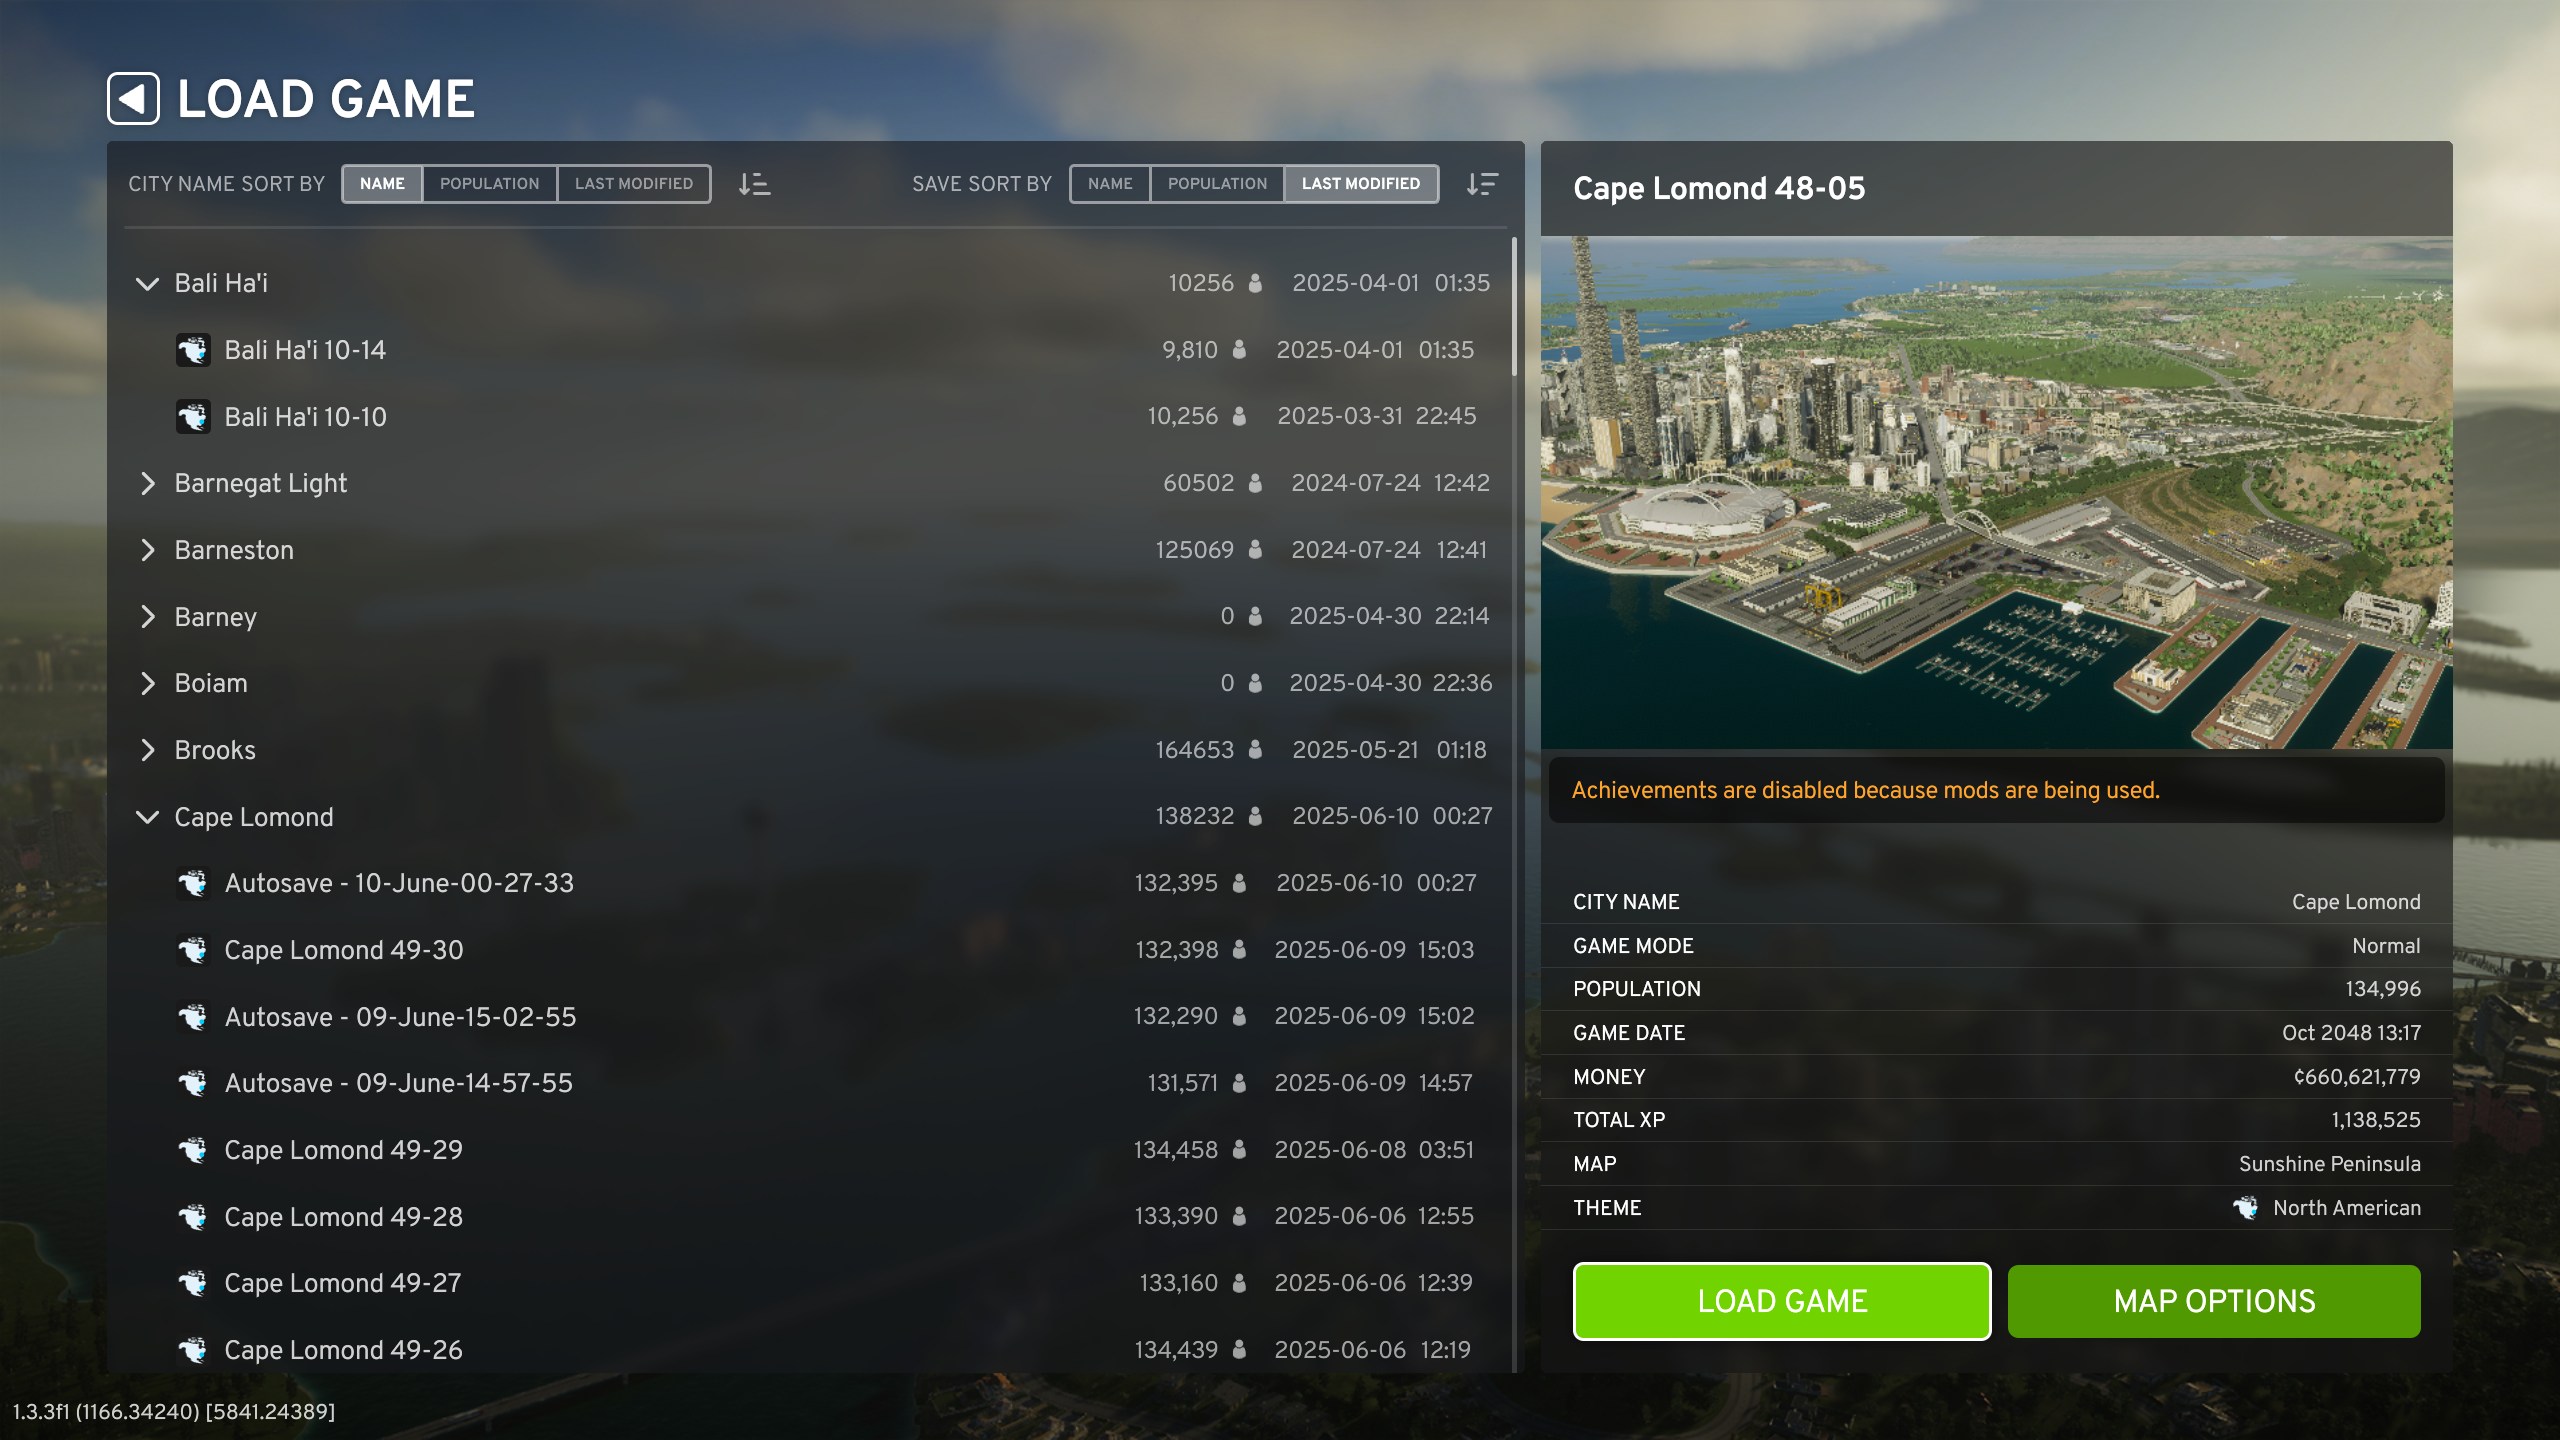 LOAD GAME
CITY NAME SORT BY NAME POPULATION LAST MODIFIED SAVE SORT BY NAME POPULATION LAST MODIFIED
Bali Ha'i 10256 2025-04-01 01:35
Bali Ha'i 10-14 9,810 2025-04-01 01:35
Bali Ha'i 10-10 10,256 2025-03-31 22:45
Barnegat Light 60502 2024-07-24 12:42
Barneston 125069 2024-07-24 12:41
Barney 0 2025-04-30 22:14
Boiam 0 2025-04-30 22:36
Brooks 164653 2025-05-21 01:18
Cape Lomond 138232 2025-06-10 00:27
Autosave - 10-June-00-27-33 132,395 2025-06-10 00:27
Cape Lomond 49-30 132,398 2025-06-09 15:03
Autosave - 09-June-15-02-55 132,290 2025-06-09 15:02
Autosave - 09-June-14-57-55 131,571 2025-06-09 14:57
Cape Lomond 49-29 134,458 2025-06-08 03:51
Cape Lomond 49-28 133,390 2025-06-06 12:55
Cape Lomond 49-27 133,160 2025-06-06 12:39
Cape Lomond 49-26 134,439 2025-06-06 12:19
Cape Lomond 48-05
Achievements are disabled because mods are being used.
CITY NAME Cape Lomond
GAME MODE Normal
POPULATION 134,996
GAME DATE Oct 2048 13:17
MONEY ¢660,621,779
TOTAL XP 1,138,525
MAP Sunshine Peninsula
THEME North American
LOAD GAME MAP OPTIONS
1.3.3f1 (1166.34240) [5841.24389]